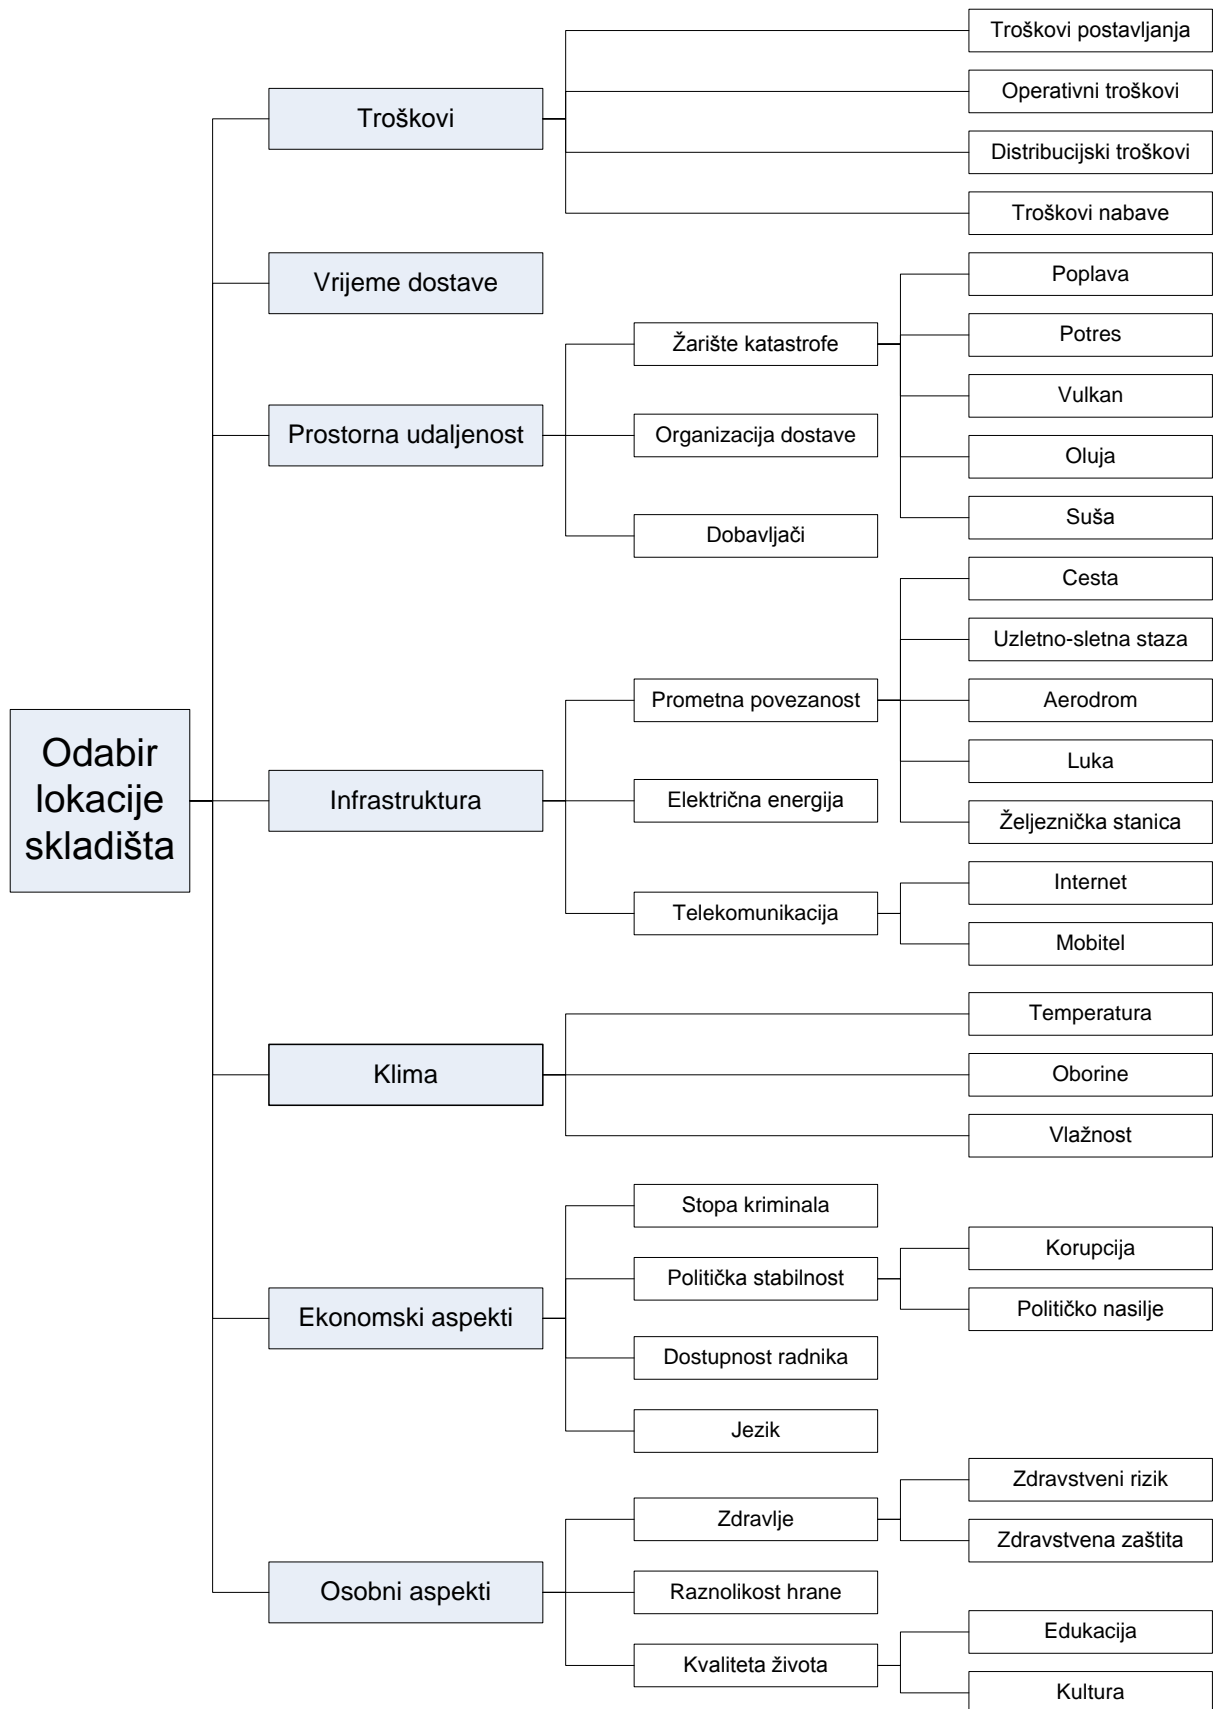 Odabir
lokacije
skladišta
Troškovi
Troškovi postavljanja
Operativni troškovi
Distribucijski troškovi
Troškovi nabave
Vrijeme dostave
Prostorna udaljenost
Žarište katastrofe
Poplava
Potres
Vulkan
Oluja
Suša
Organizacija dostave
Dobavljači
Infrastruktura
Prometna povezanost
Cesta
Uzletno-sletna staza
Aerodrom
Luka
Željeznička stanica
Električna energija
Telekomunikacija
Internet
Mobitel
Klima
Temperatura
Oborine
Vlažnost
Ekonomski aspekti
Stopa kriminala
Politička stabilnost
Korupcija
Političko nasilje
Dostupnost radnika
Jezik
Osobni aspekti
Zdravlje
Zdravstveni rizik
Zdravstvena zaštita
Raznolikost hrane
Kvaliteta života
Edukacija
Kultura